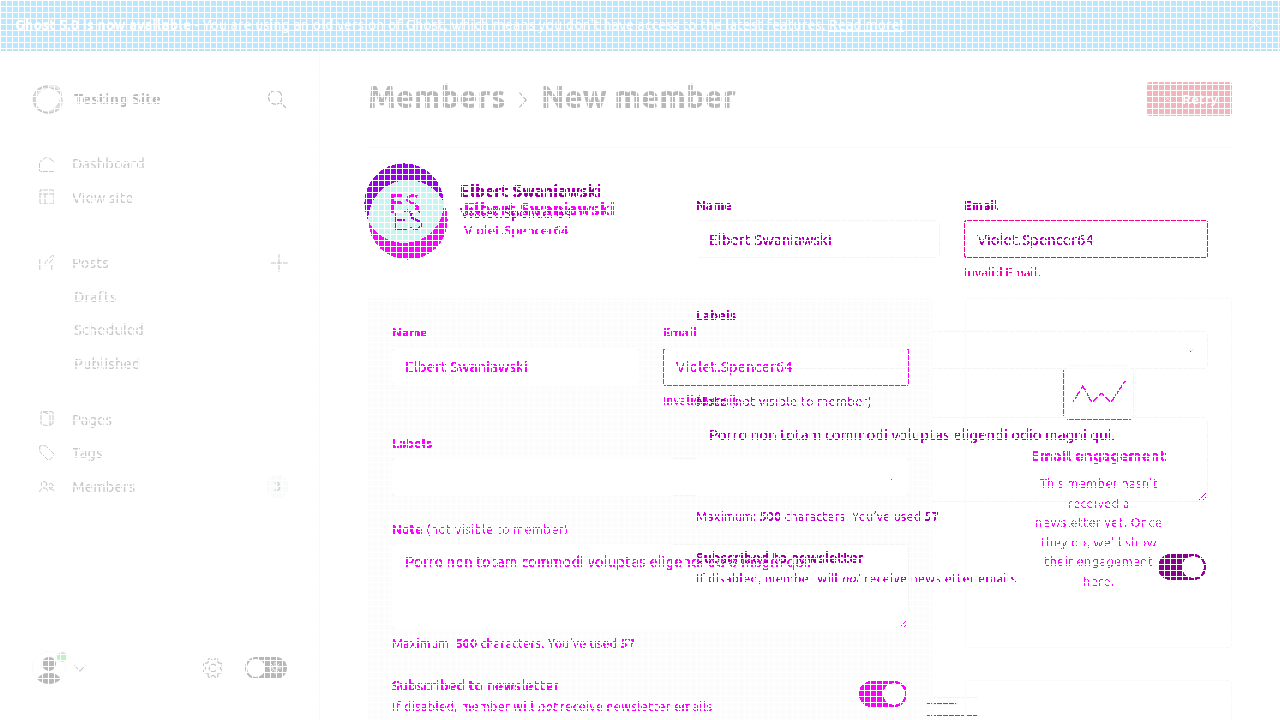 Ghost 5.0 is now available - You are using an old version of Ghost, which means you don't have access to the latest features. Read more!
Testing Site
Members › New member
Retry
Dashboard
View site
Posts
Drafts
Scheduled
Published
Pages
Tags
Members
3
Elbert Swaniawski
Elbert Swaniawski
Violet.Spencer64
Name
Elbert Swaniawski
Email
Violet.Spencer64
Invalid Email.
Labels
Note (not visible to member)
Porro non totam commodi voluptas eligendi odio magni qui.
Maximum: 500 characters. You've used 57
Subscribed to newsletter
If disabled, member will not receive newsletter emails
Name
Elbert Swaniawski
Email
Violet.Spencer64
Labels
Note (not visible to member)
Porro non totam commodi voluptas eligendi
Maximum: 500 characters. You've used 57
Subscribed to newsletter
If disabled, member will not receive newsletter emails
Email engagement
This member hasn't
received a
newsletter yet. Once
they do, we'll show
their engagement
here.